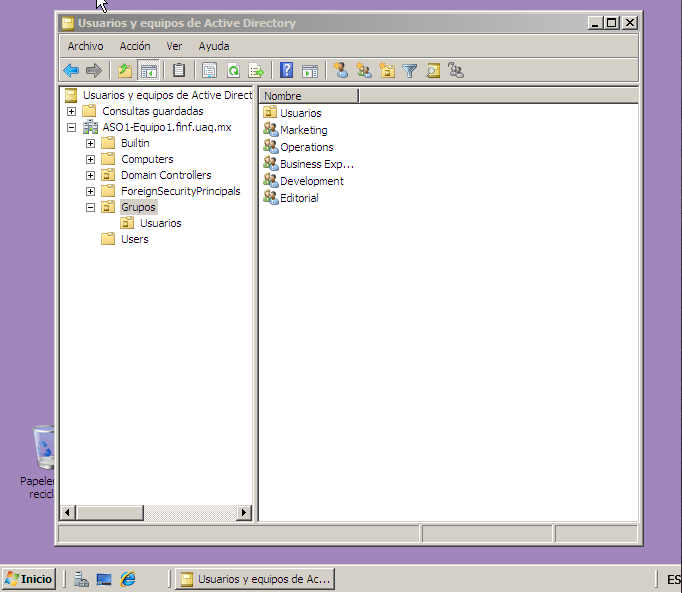 Usuarios y equipos de Active Directory
Archivo Acción Ver Ayuda
Usuarios y equipos de Active Direct
Consultas guardadas
ASO1-Equipo1.finf.uaq.mx
Builtin
Computers
Domain Controllers
ForeignSecurityPrincipals
Grupos
Usuarios
Users
Nombre
Usuarios
Marketing
Operations
Business Exp...
Development
Editorial
Papeler
recicl
Inicio
Usuarios y equipos de Ac...
ES